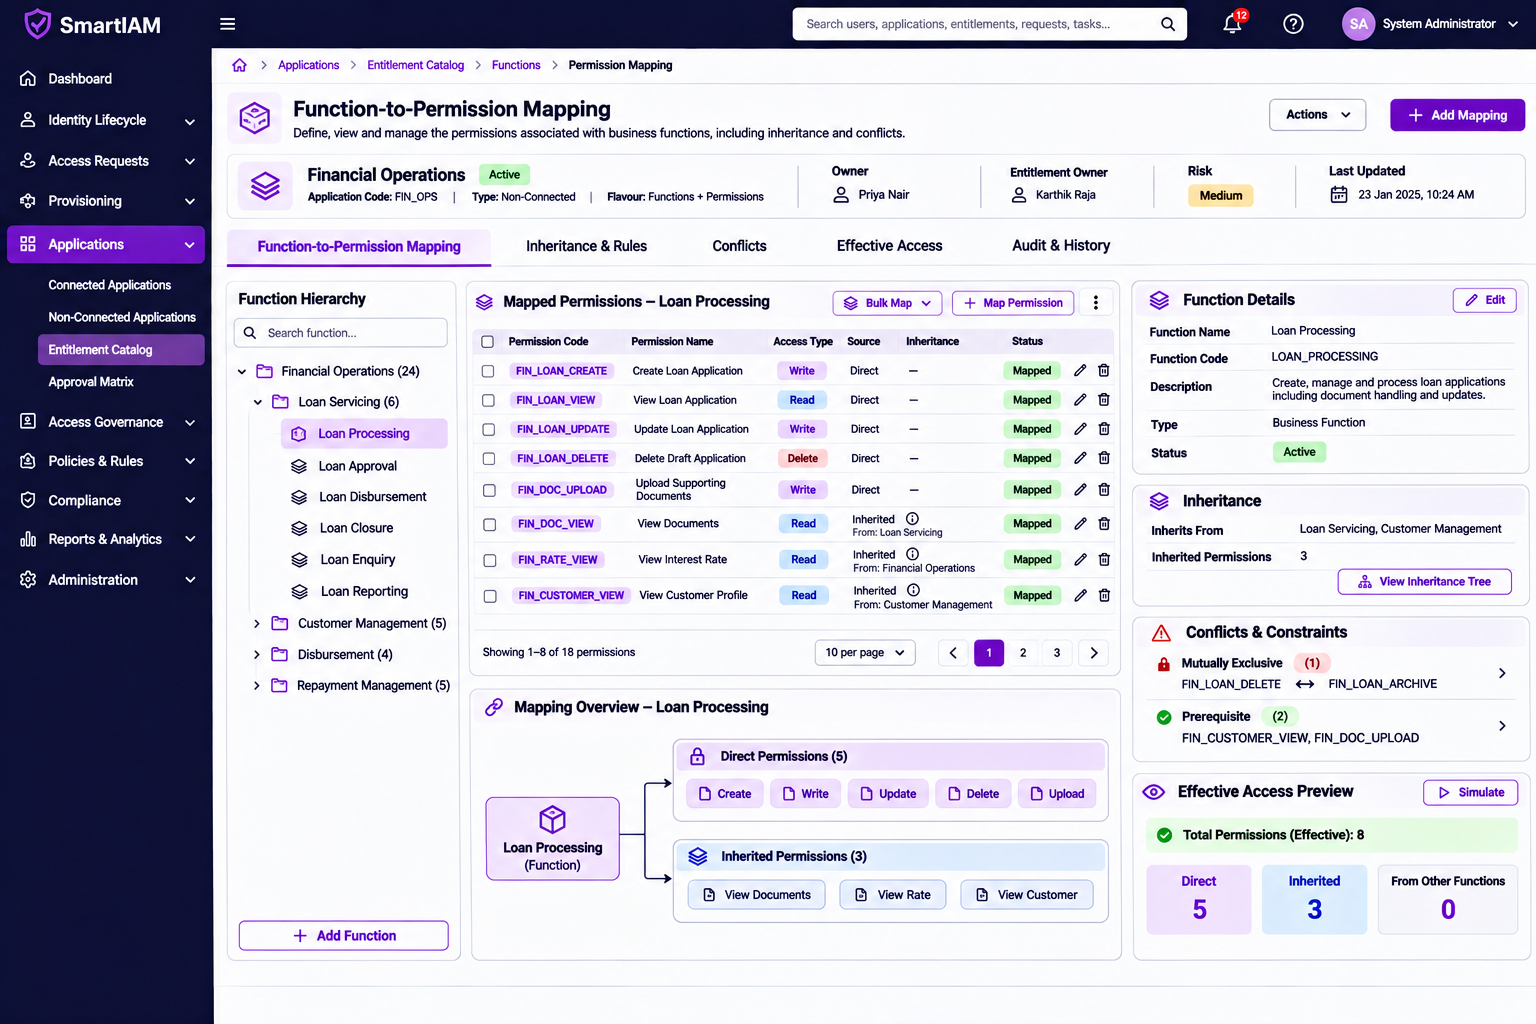 SmartIAM
Search users, applications, entitlements, requests, tasks...
12
SA
System Administrator
Dashboard
Identity Lifecycle
Access Requests
Provisioning
Applications
Connected Applications
Non-Connected Applications
Entitlement Catalog
Approval Matrix
Access Governance
Policies & Rules
Compliance
Reports & Analytics
Administration
Applications > Entitlement Catalog > Functions > Permission Mapping
Function-to-Permission Mapping
Define, view and manage the permissions associated with business functions, including inheritance and conflicts.
Actions
+ Add Mapping
Financial Operations Active
Application Code: FIN_OPS | Type: Non-Connected | Flavour: Functions + Permissions
Owner
Priya Nair
Entitlement Owner
Karthik Raja
Risk
Medium
Last Updated
23 Jan 2025, 10:24 AM
Function-to-Permission Mapping Inheritance & Rules Conflicts Effective Access Audit & History
Function Hierarchy
Search function...
Financial Operations (24)
Loan Servicing (6)
Loan Processing
Loan Approval
Loan Disbursement
Loan Closure
Loan Enquiry
Loan Reporting
Customer Management (5)
Disbursement (4)
Repayment Management (5)
+ Add Function
Mapped Permissions – Loan Processing
Bulk Map
+ Map Permission
Permission Code Permission Name Access Type Source Inheritance Status
FIN_LOAN_CREATE Create Loan Application Write Direct — Mapped
FIN_LOAN_VIEW View Loan Application Read Direct — Mapped
FIN_LOAN_UPDATE Update Loan Application Write Direct — Mapped
FIN_LOAN_DELETE Delete Draft Application Delete Direct — Mapped
FIN_DOC_UPLOAD Upload Supporting Documents Write Direct — Mapped
FIN_DOC_VIEW View Documents Read Inherited From: Loan Servicing Mapped
FIN_RATE_VIEW View Interest Rate Read Inherited From: Financial Operations Mapped
FIN_CUSTOMER_VIEW View Customer Profile Read Inherited From: Customer Management Mapped
Showing 1–8 of 18 permissions
10 per page
1 2 3
Mapping Overview – Loan Processing
Loan Processing
(Function)
Direct Permissions (5)
Create Write Update Delete Upload
Inherited Permissions (3)
View Documents View Rate View Customer
Function Details
Edit
Function Name Loan Processing
Function Code LOAN_PROCESSING
Description Create, manage and process loan applications
including document handling and updates.
Type Business Function
Status Active
Inheritance
Inherits From Loan Servicing, Customer Management
Inherited Permissions 3
View Inheritance Tree
Conflicts & Constraints
Mutually Exclusive (1)
FIN_LOAN_DELETE ↔ FIN_LOAN_ARCHIVE
Prerequisite (2)
FIN_CUSTOMER_VIEW, FIN_DOC_UPLOAD
Effective Access Preview
Simulate
Total Permissions (Effective): 8
Direct
5
Inherited
3
From Other Functions
0